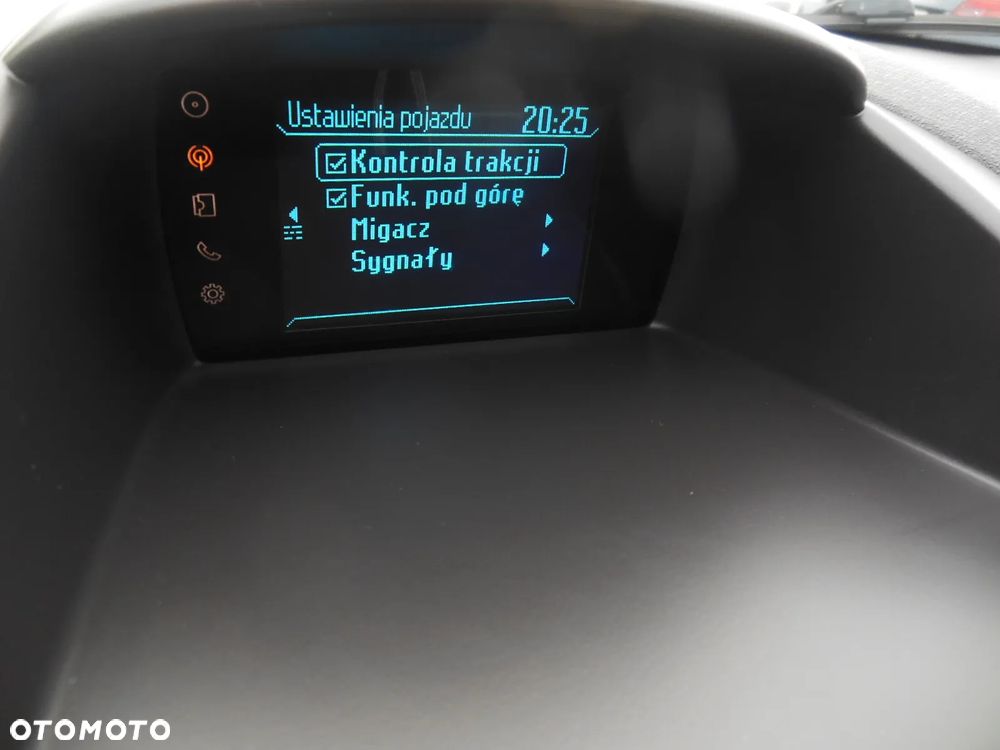 Ustawienia pojazdu 20:25
Kontrola trakcji
Funk. pod górę
Migacz
Sygnały
OTOMOTO